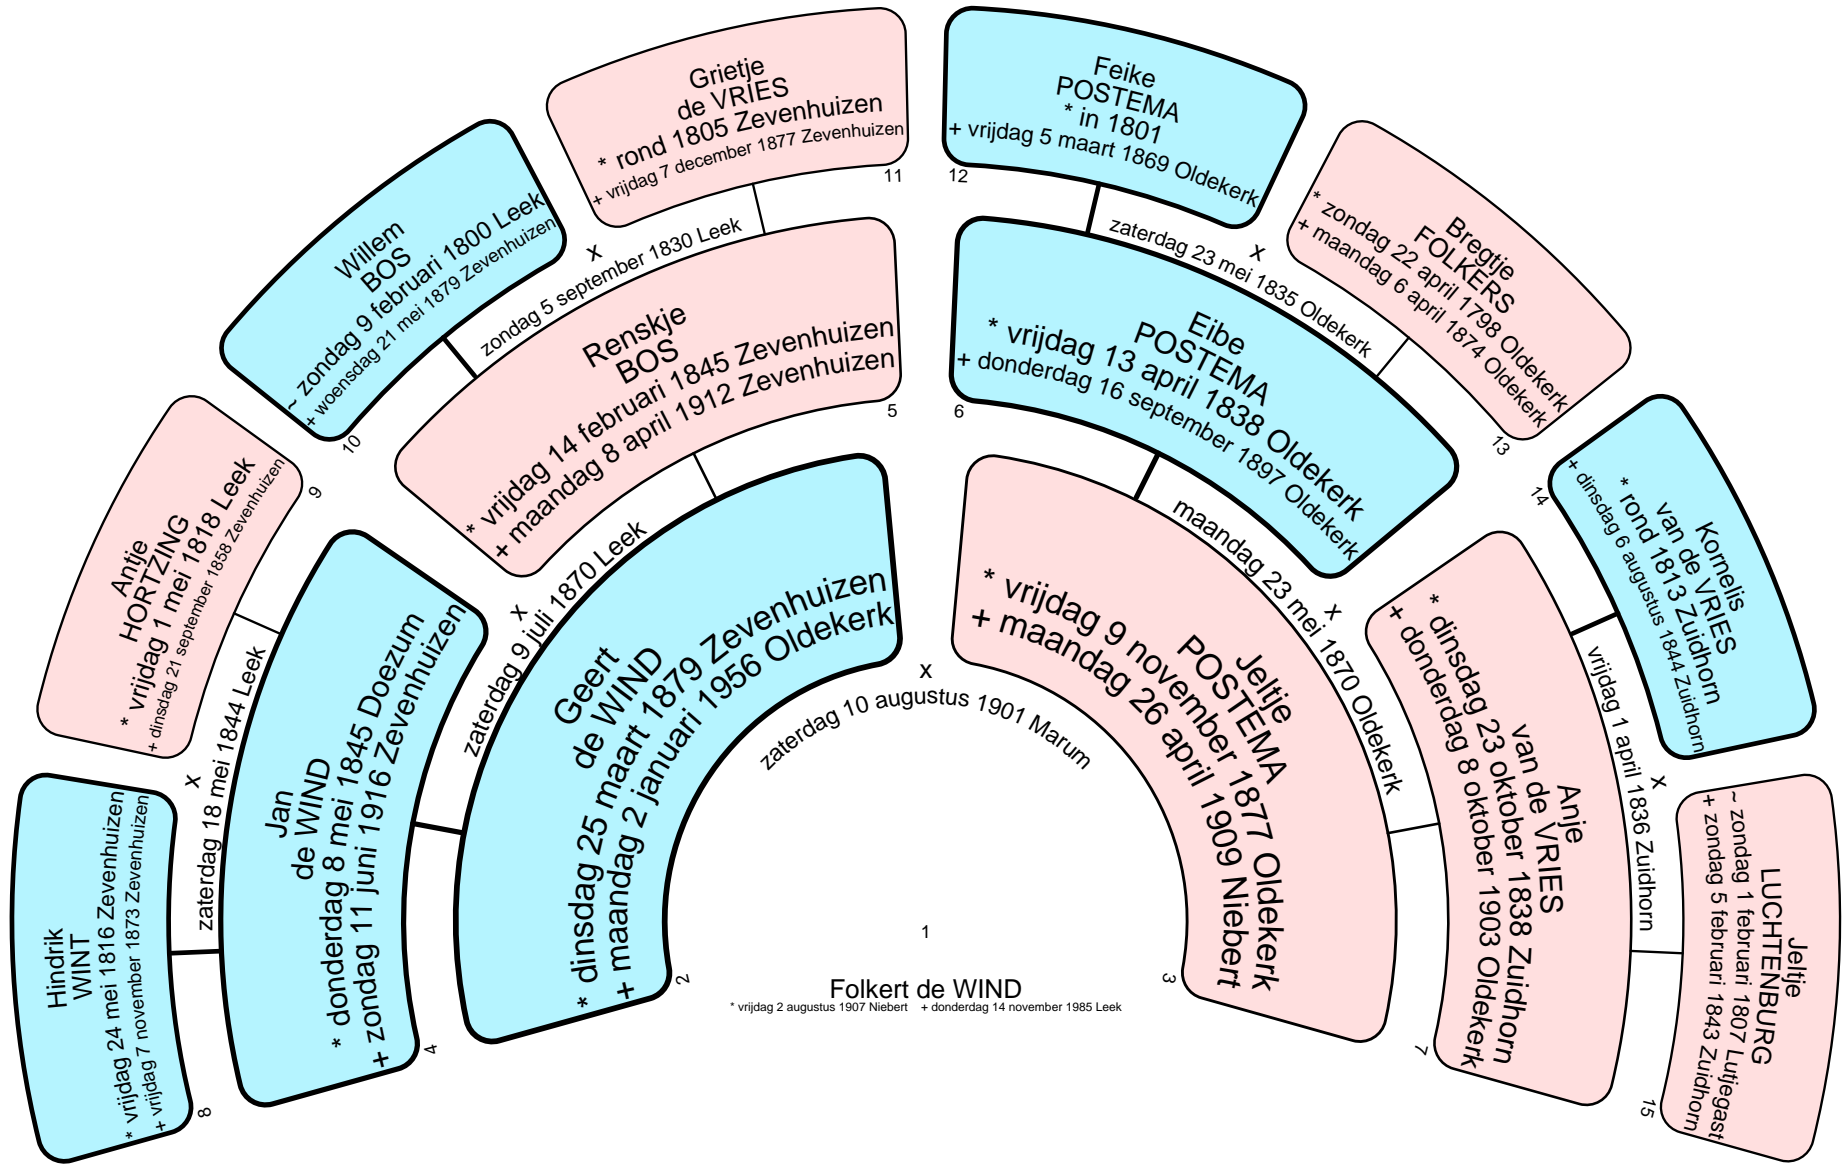 Grietje
de VRIES
* rond 1805 Zevenhuizen
+ vrijdag 7 december 1877 Zevenhuizen
11
Feike
POSTEMA
* in 1801
+ vrijdag 5 maart 1869 Oldekerk
12
Willem
BOS
~ zondag 9 februari 1800 Leek
+ woensdag 21 mei 1879 Zevenhuizen
10
x
zondag 5 september 1830 Leek
x
zaterdag 23 mei 1835 Oldekerk
Bregtje
FOLKERS
* zondag 22 april 1798 Oldekerk
+ maandag 6 april 1874 Oldekerk
13
Renskje
BOS
* vrijdag 14 februari 1845 Zevenhuizen
+ maandag 8 april 1912 Zevenhuizen
5
Eibe
POSTEMA
* vrijdag 13 april 1838 Oldekerk
+ donderdag 16 september 1897 Oldekerk
6
Antje
HORTZING
* vrijdag 1 mei 1818 Leek
+ dinsdag 21 september 1858 Zevenhuizen
9
Kornelis
van de VRIES
* rond 1813 Zuidhorn
+ dinsdag 6 augustus 1844 Zuidhorn
14
x
zaterdag 9 juli 1870 Leek
x
maandag 23 mei 1870 Oldekerk
x
zaterdag 18 mei 1844 Leek
x
vrijdag 1 april 1836 Zuidhorn
Jan
de WIND
* donderdag 8 mei 1845 Doezum
+ zondag 11 juni 1916 Zevenhuizen
4
Geert
de WIND
* dinsdag 25 maart 1879 Zevenhuizen
+ maandag 2 januari 1956 Oldekerk
2
x
zaterdag 10 augustus 1901 Marum
Jeltje
POSTEMA
* vrijdag 9 november 1877 Oldekerk
+ maandag 26 april 1909 Niebert
3
Anje
van de VRIES
* dinsdag 23 oktober 1838 Zuidhorn
+ donderdag 8 oktober 1903 Oldekerk
7
Hindrik
WINT
* vrijdag 24 mei 1816 Zevenhuizen
+ vrijdag 7 november 1873 Zevenhuizen
8
Jeltje
LUCHTENBURG
~ zondag 1 februari 1807 Lutjegast
+ zondag 5 februari 1843 Zuidhorn
15
1
Folkert de WIND
* vrijdag 2 augustus 1907 Niebert + donderdag 14 november 1985 Leek